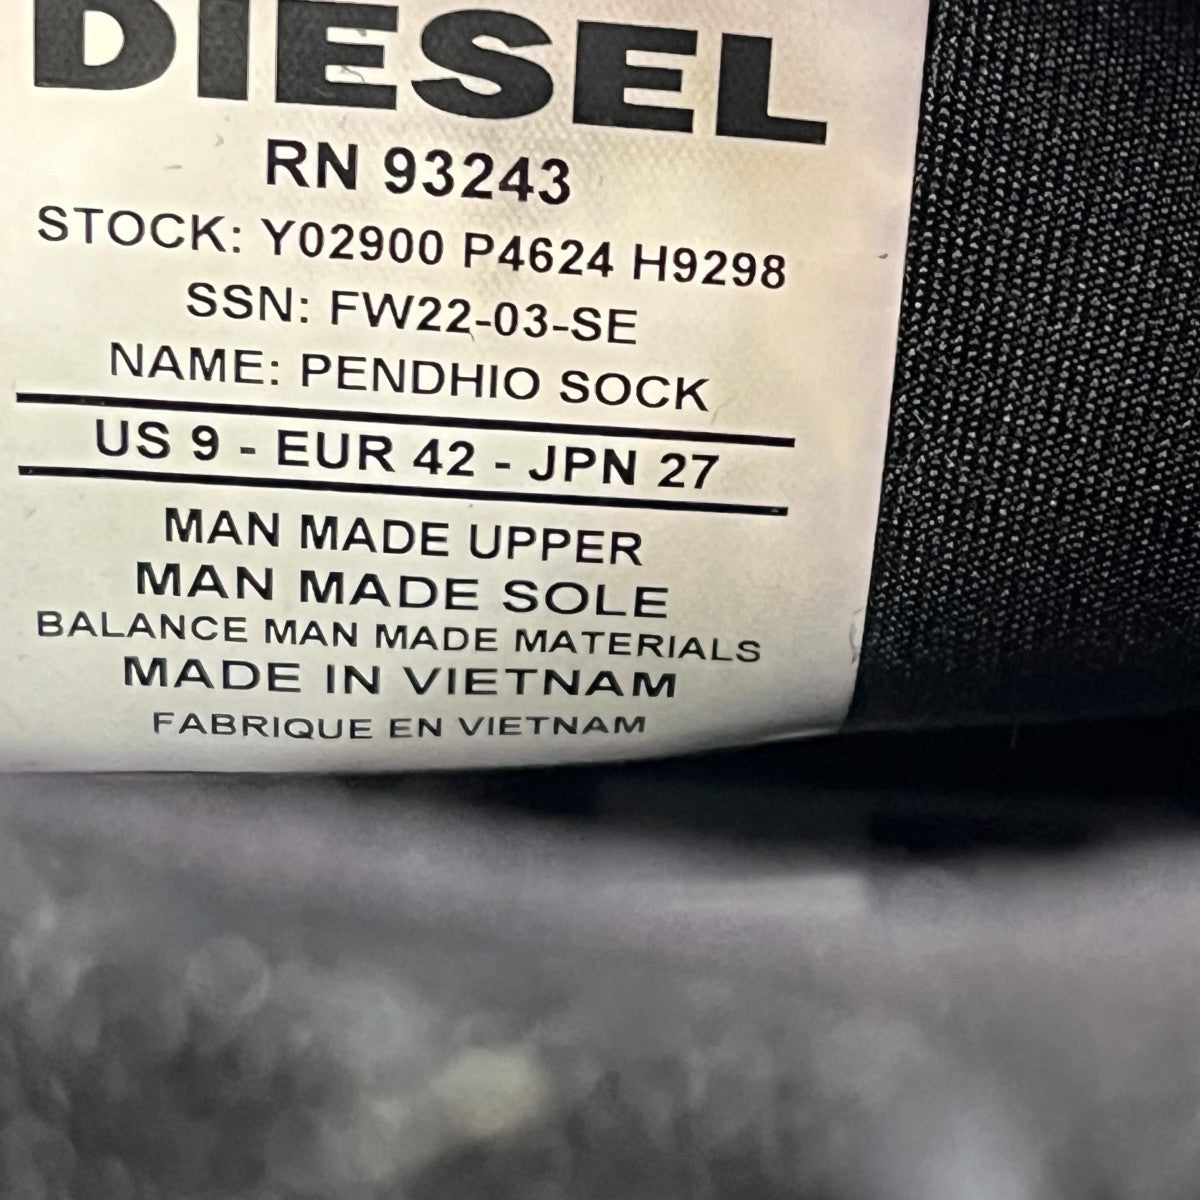 DIESEL
RN 93243
STOCK: Y02900 P4624 H9298
SSN: FW22-03-SE
NAME: PENDHIO SOCK
US 9 - EUR 42 - JPN 27
MAN MADE UPPER
MAN MADE SOLE
BALANCE MAN MADE MATERIALS
MADE IN VIETNAM
FABRIQUE EN VIETNAM